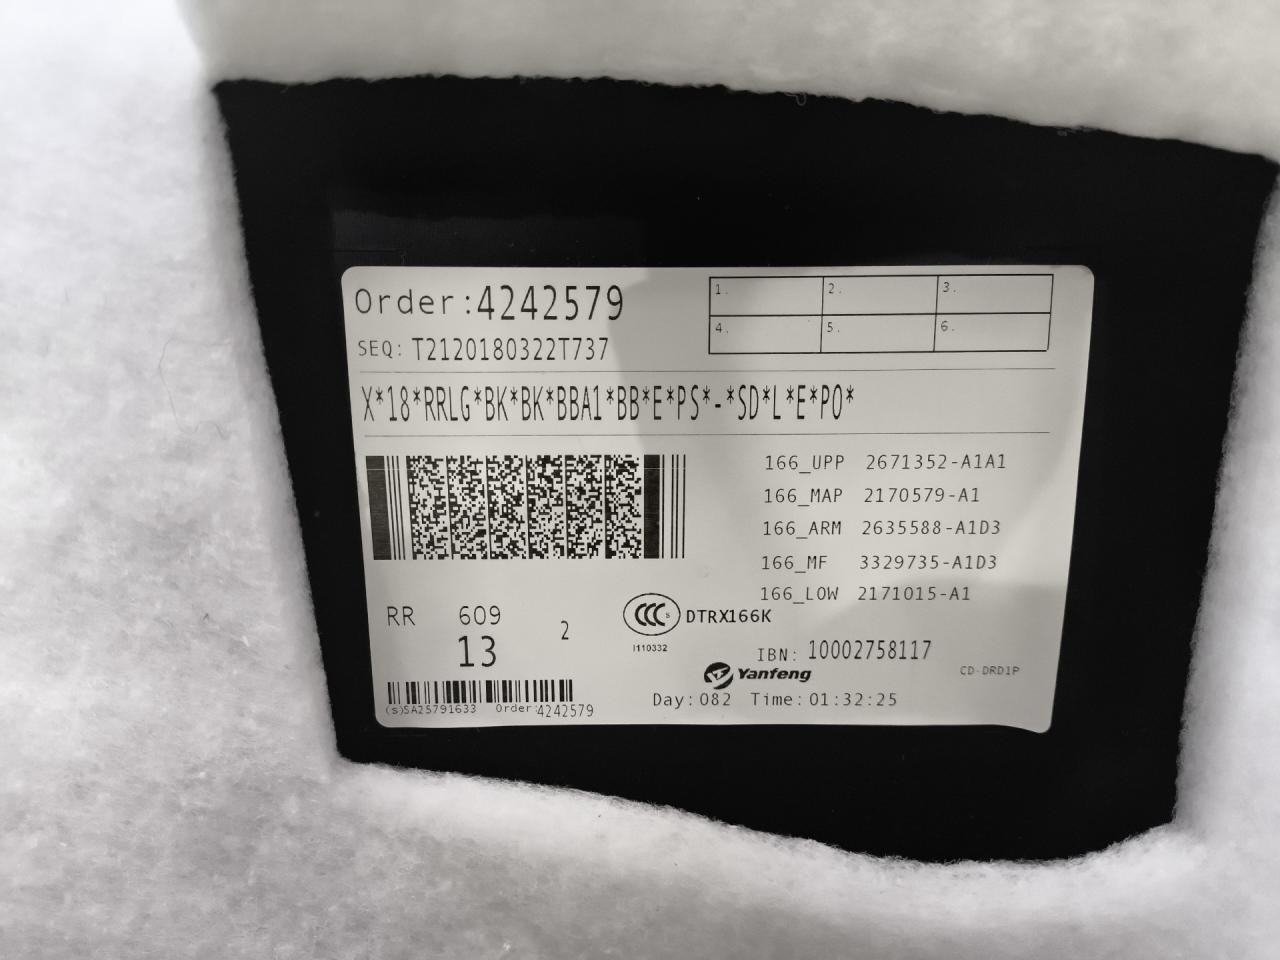 Order:4242579
1. 2. 3.
4. 5. 6.
SEQ: T2120180322T737
X*18*RRLG*BK*BK*BBA1*BB*E*PS*-*SD*L*E*PO*
166_UPP 2671352-A1A1
166_MAP 2170579-A1
166_ARM 2635588-A1D3
166_MF 3329735-A1D3
166_LOW 2171015-A1
RR 609 2
13
CCC S DTRX166K
I110332
IBN: 10002758117
Yanfeng CD-DRD1P
Day:082 Time:01:32:25
(s)SA25791633 Order:4242579